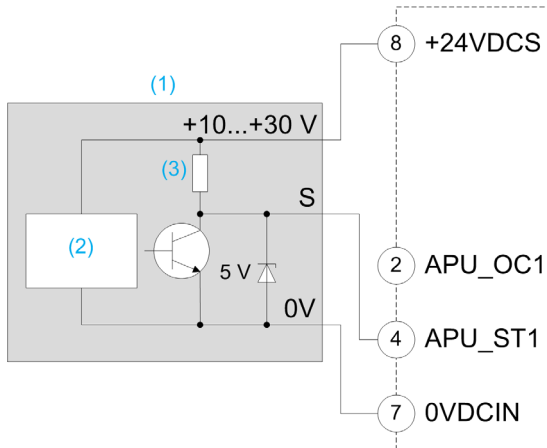 8 +24VDCS
(1)
+10...+30 V
(3)
S
(2)
5 V
2 APU_OC1
0V
4 APU_ST1
7 0VDCIN